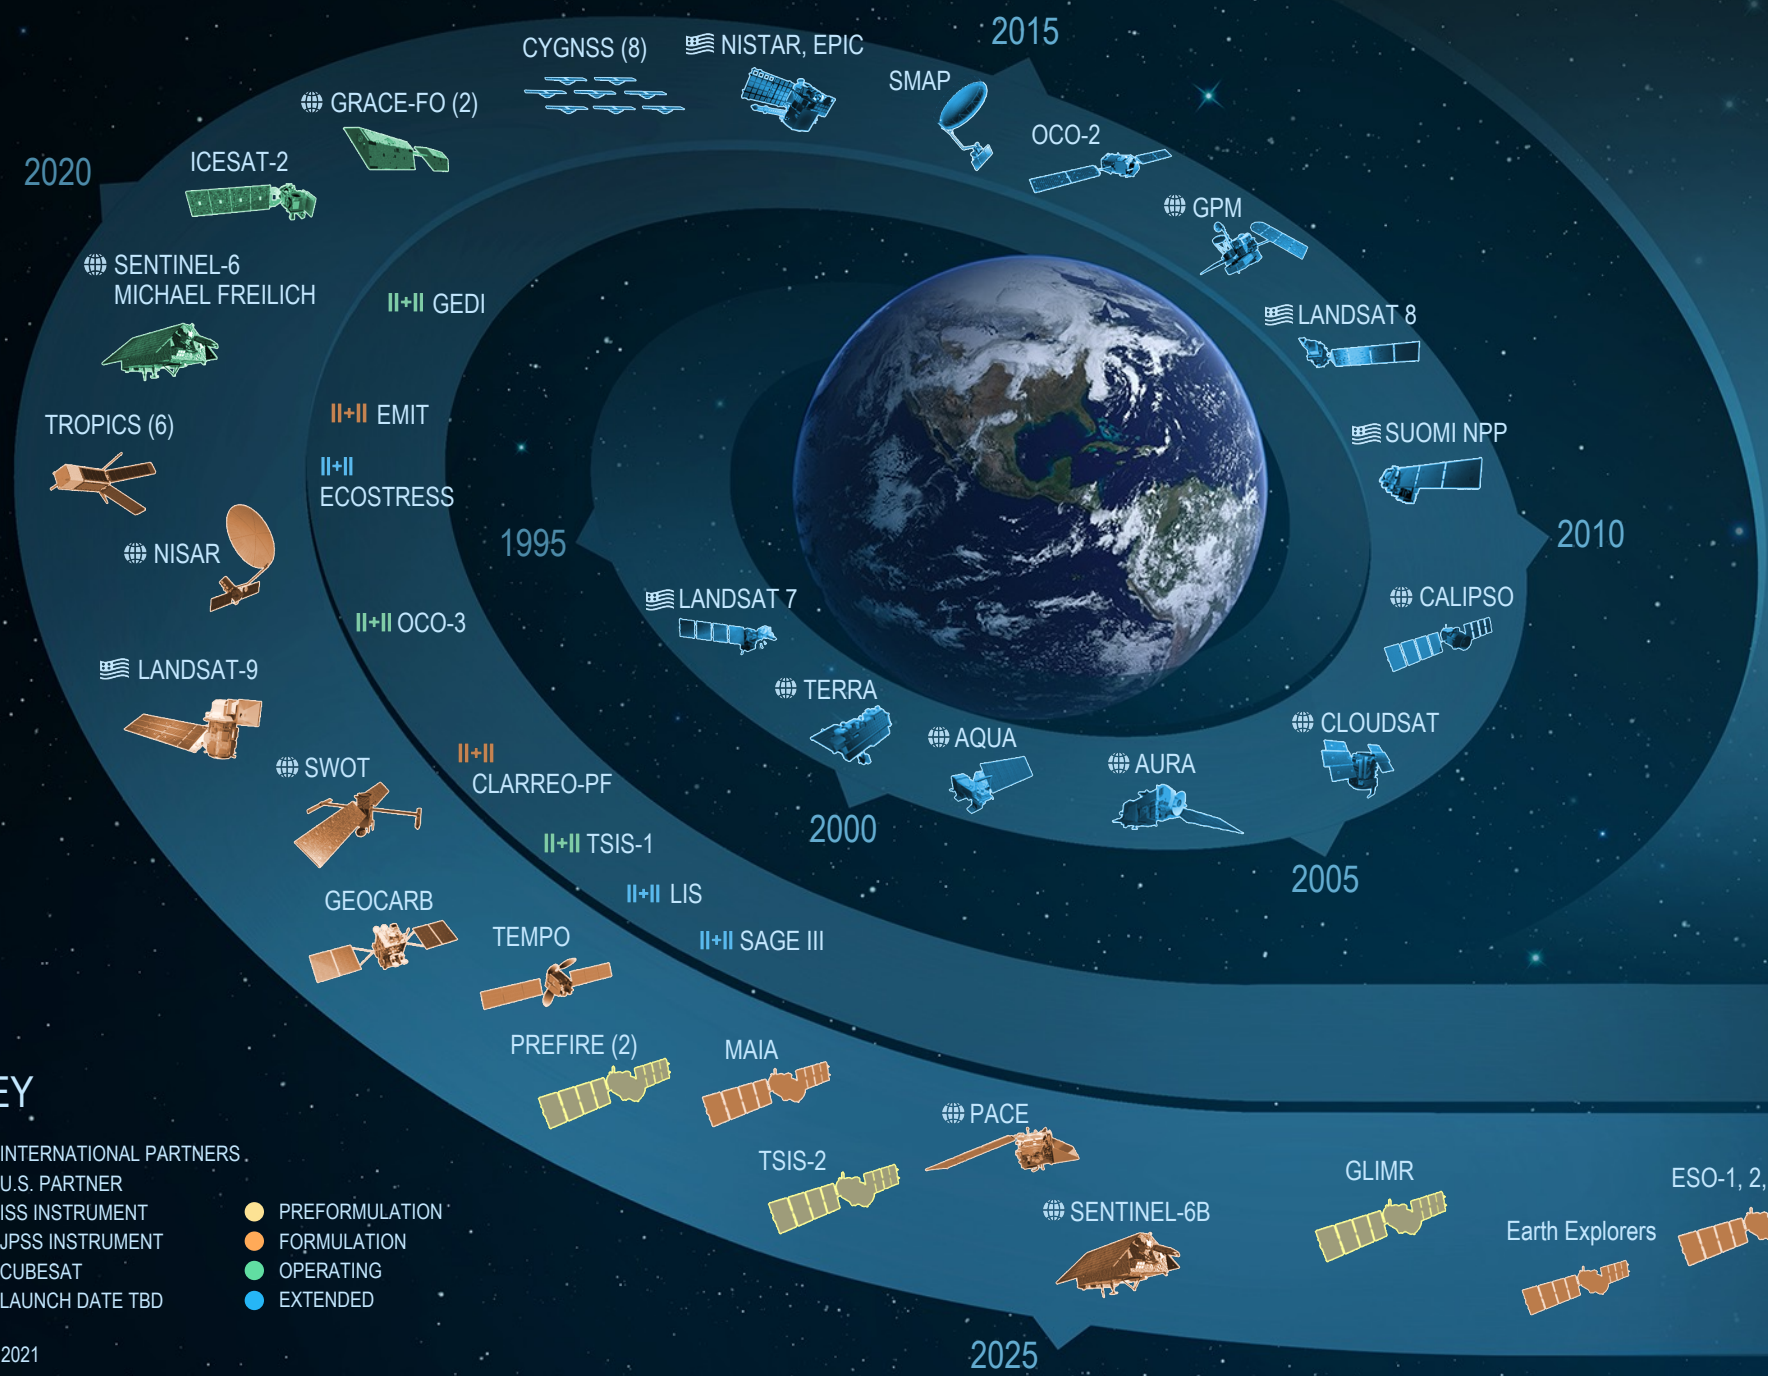 2015
CYGNSS (8)
NISTAR, EPIC
SMAP
GRACE-FO (2)
OCO-2
ICESAT-2
2020
GPM
SENTINEL-6
MICHAEL FREILICH
GEDI
LANDSAT 8
EMIT
TROPICS (6)
SUOMI NPP
ECOSTRESS
1995
2010
NISAR
LANDSAT 7
CALIPSO
OCO-3
LANDSAT-9
TERRA
CLOUDSAT
AQUA
AURA
SWOT
CLARREO-PF
2000
TSIS-1
2005
LIS
GEOCARB
TEMPO
SAGE III
PREFIRE (2)
MAIA
PACE
TSIS-2
GLIMR
ESO-1, 2,
SENTINEL-6B
Earth Explorers
2025
EY
INTERNATIONAL PARTNERS
U.S. PARTNER
ISS INSTRUMENT
JPSS INSTRUMENT
CUBESAT
LAUNCH DATE TBD
PREFORMULATION
FORMULATION
OPERATING
EXTENDED
2021